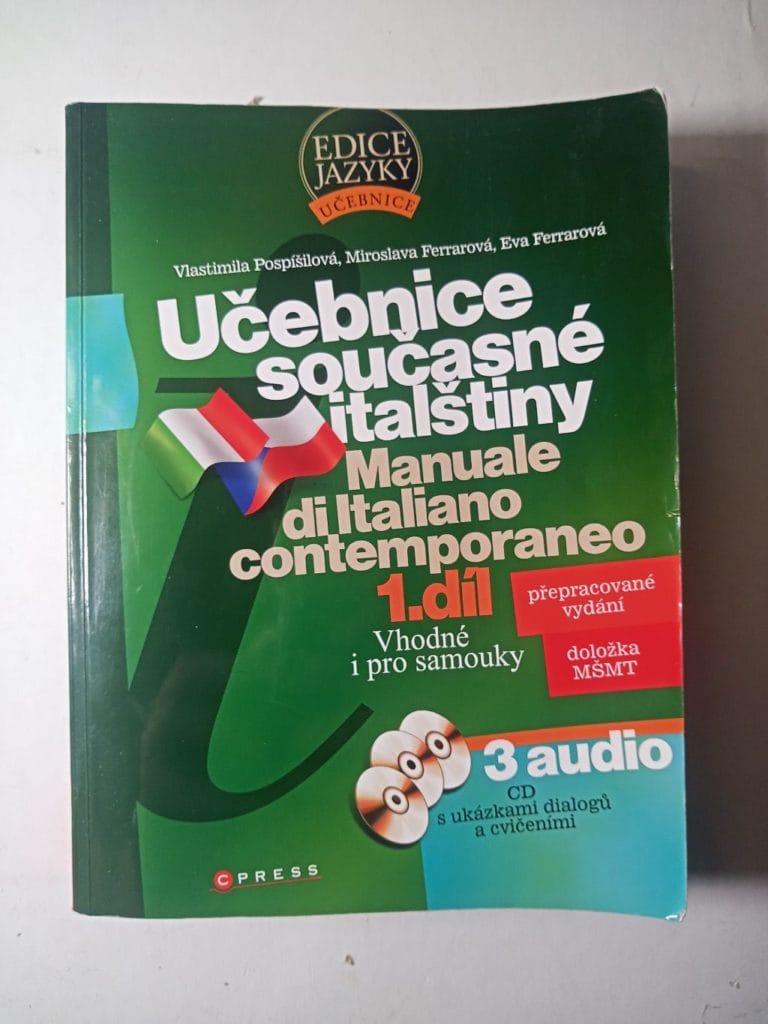 EDICE
JAZYKY
UČEBNICE
Vlastimila Pospíšilová, Miroslava Ferrarová, Eva Ferrarová
Učebnice
současné
italštiny
Manuale
di Italiano
contemporaneo
1.díl
Vhodné
i pro samouky
přepracované
vydání
doložka
MŠMT
3 audio
CD
s ukázkami dialogů
a cvičeními
CPRESS